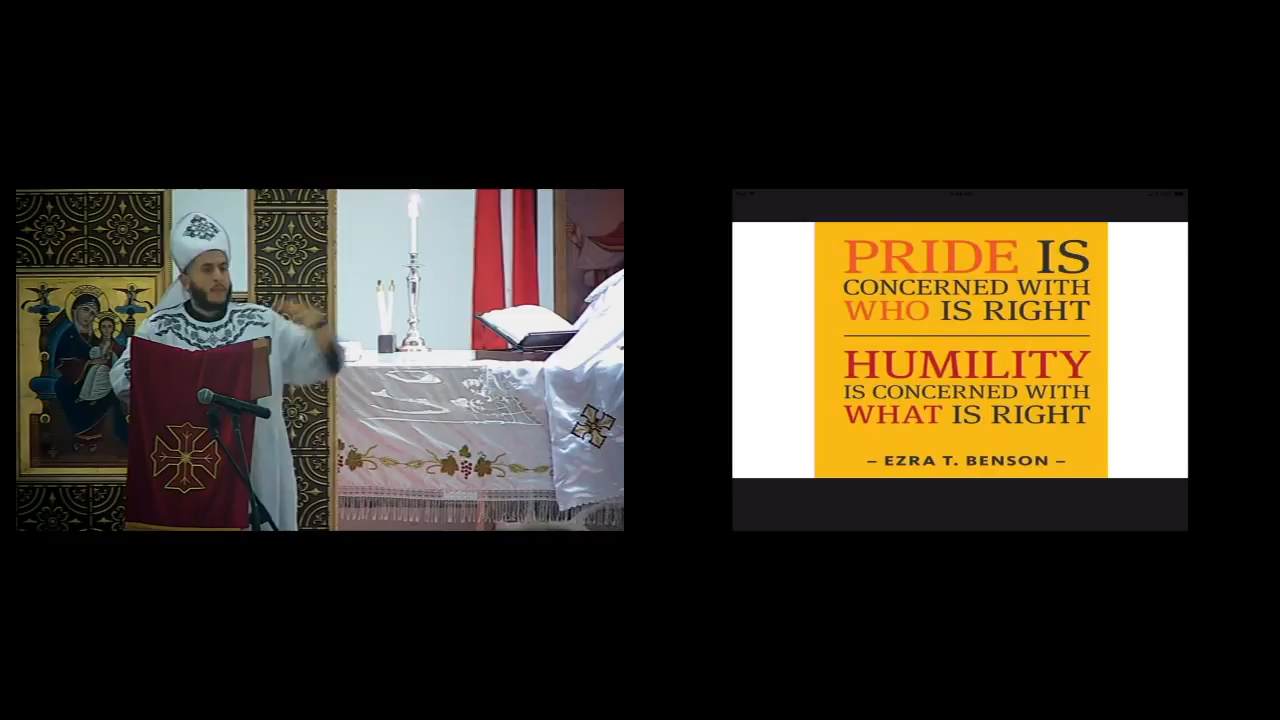 PRIDE IS
CONCERNED WITH
WHO IS RIGHT
HUMILITY
IS CONCERNED WITH
WHAT IS RIGHT
– EZRA T. BENSON –